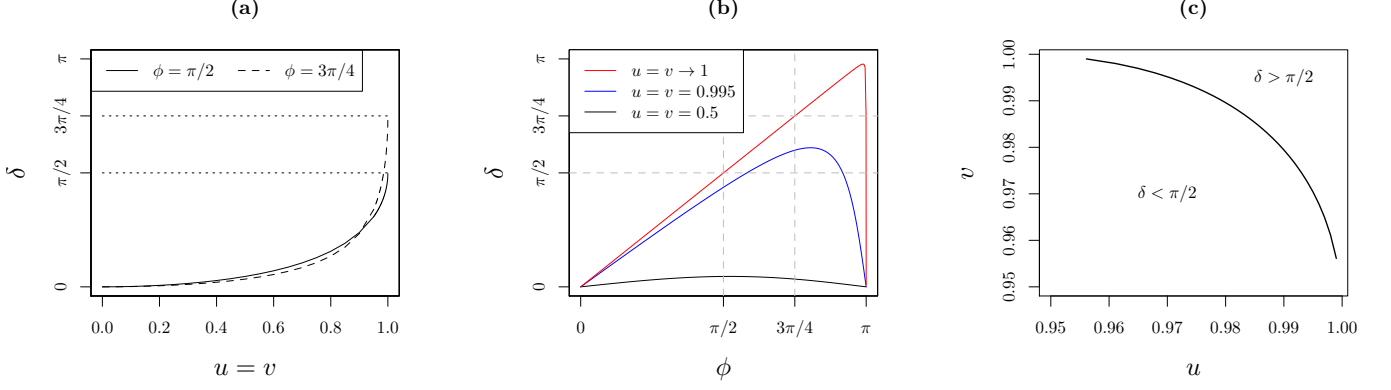 (a)
π
3π/4
π/2
0
δ
ϕ = π/2
ϕ = 3π/4
0.0 0.2 0.4 0.6 0.8 1.0
u = v
(b)
π
3π/4
π/2
0
δ
u = v → 1
u = v = 0.995
u = v = 0.5
0 π/2 3π/4 π
ϕ
(c)
1.00
0.99
0.98
0.97
0.96
0.95
v
δ > π/2
δ < π/2
0.95 0.96 0.97 0.98 0.99 1.00
u